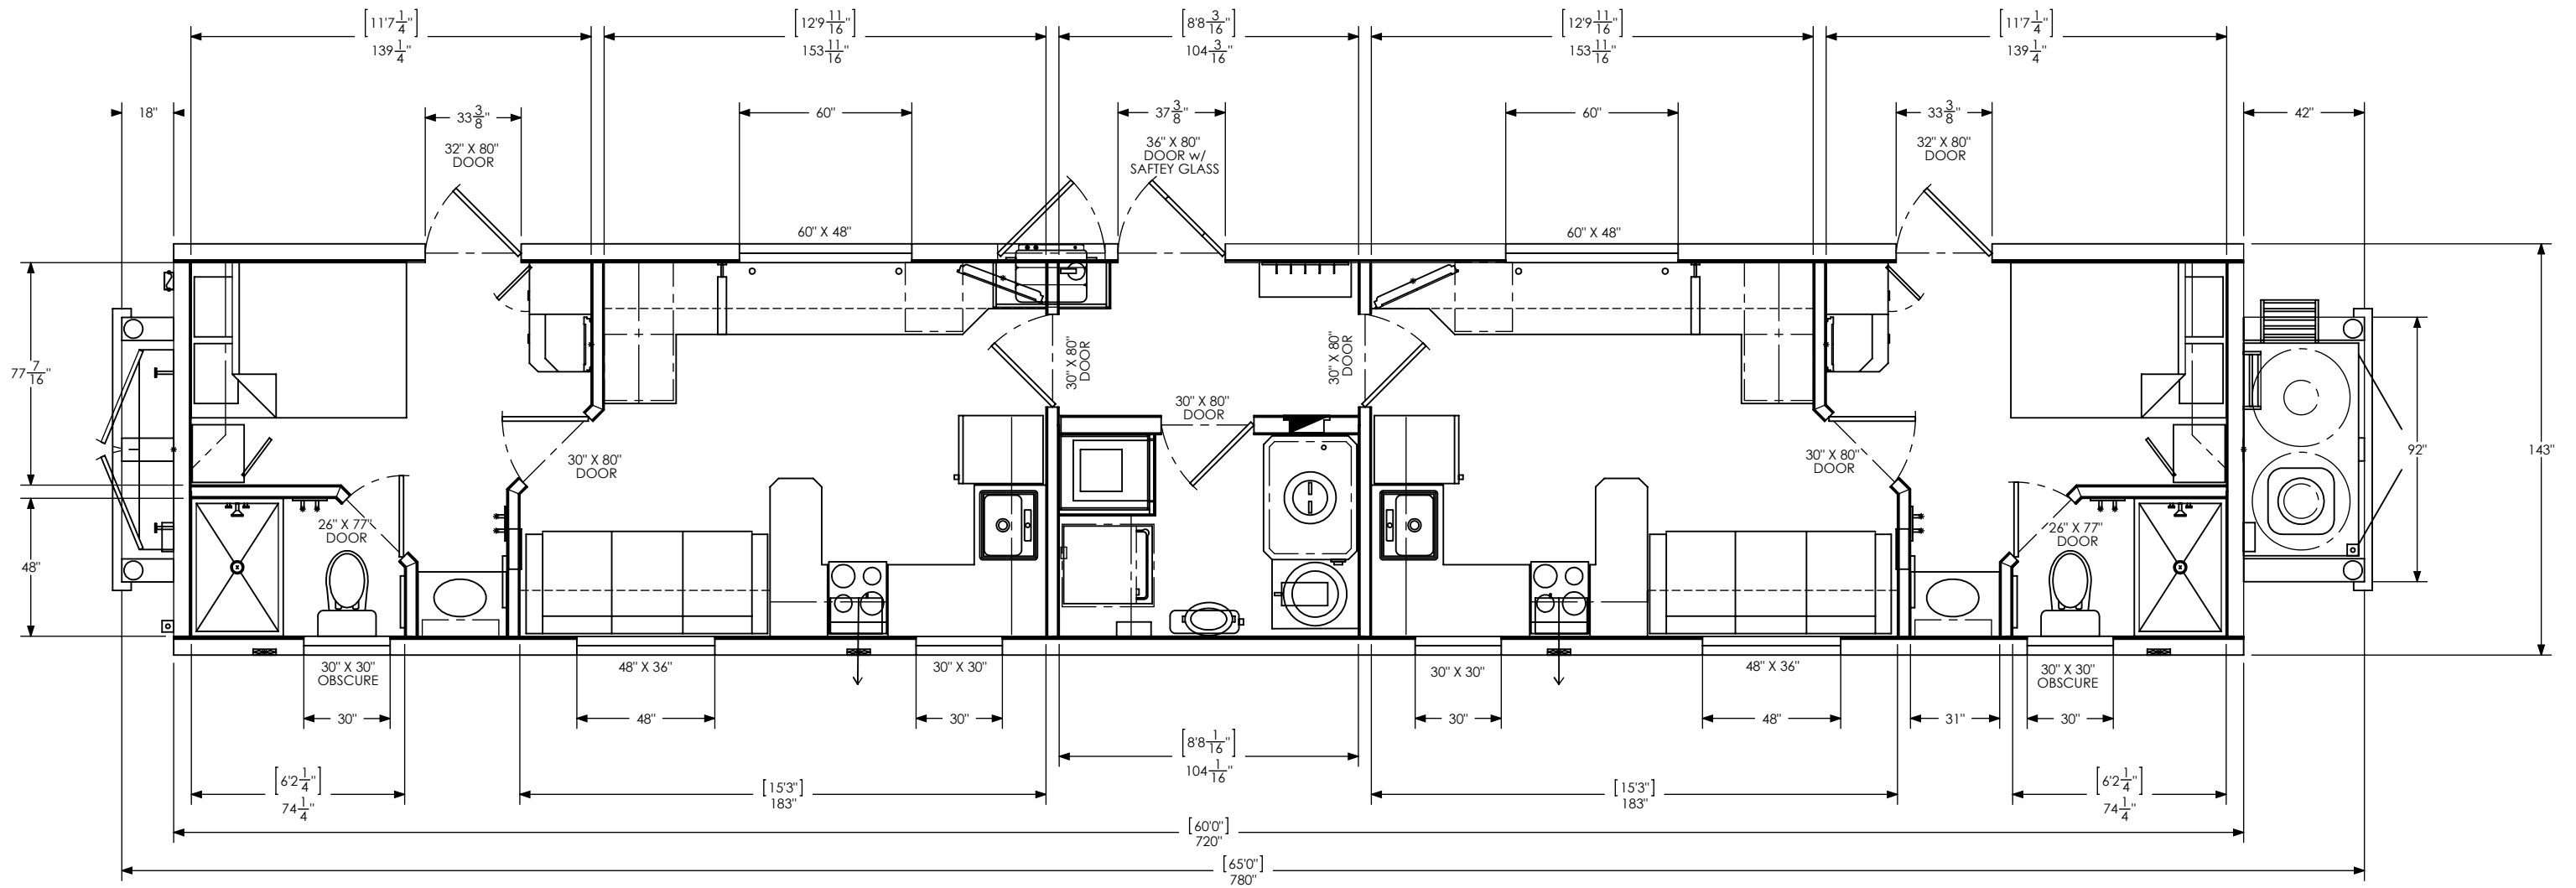 [11'7 1/4"]
139 1/4"
[12'9 11/16"]
153 11/16"
[8'8 3/16"]
104 3/16"
[12'9 11/16"]
153 11/16"
[11'7 1/4"]
139 1/4"
18"
33 3/8"
60"
37 3/8"
60"
33 3/8"
42"
32" X 80"
DOOR
36" X 80"
DOOR w/
SAFTEY GLASS
32" X 80"
DOOR
60" X 48"
60" X 48"
77 7/16"
30" X 80"
DOOR
30" X 80"
DOOR
30" X 80"
DOOR
30" X 80"
DOOR
30" X 80"
DOOR
92"
143"
26" X 77"
DOOR
26" X 77"
DOOR
48"
30" X 30"
OBSCURE
48" X 36"
30" X 30"
30" X 30"
48" X 36"
30" X 30"
OBSCURE
30"
48"
30"
30"
48"
31"
30"
[8'8 1/16"]
104 1/16"
[6'2 1/4"]
74 1/4"
[15'3"]
183"
[15'3"]
183"
[6'2 1/4"]
74 1/4"
[60'0"]
720"
[65'0"]
780"